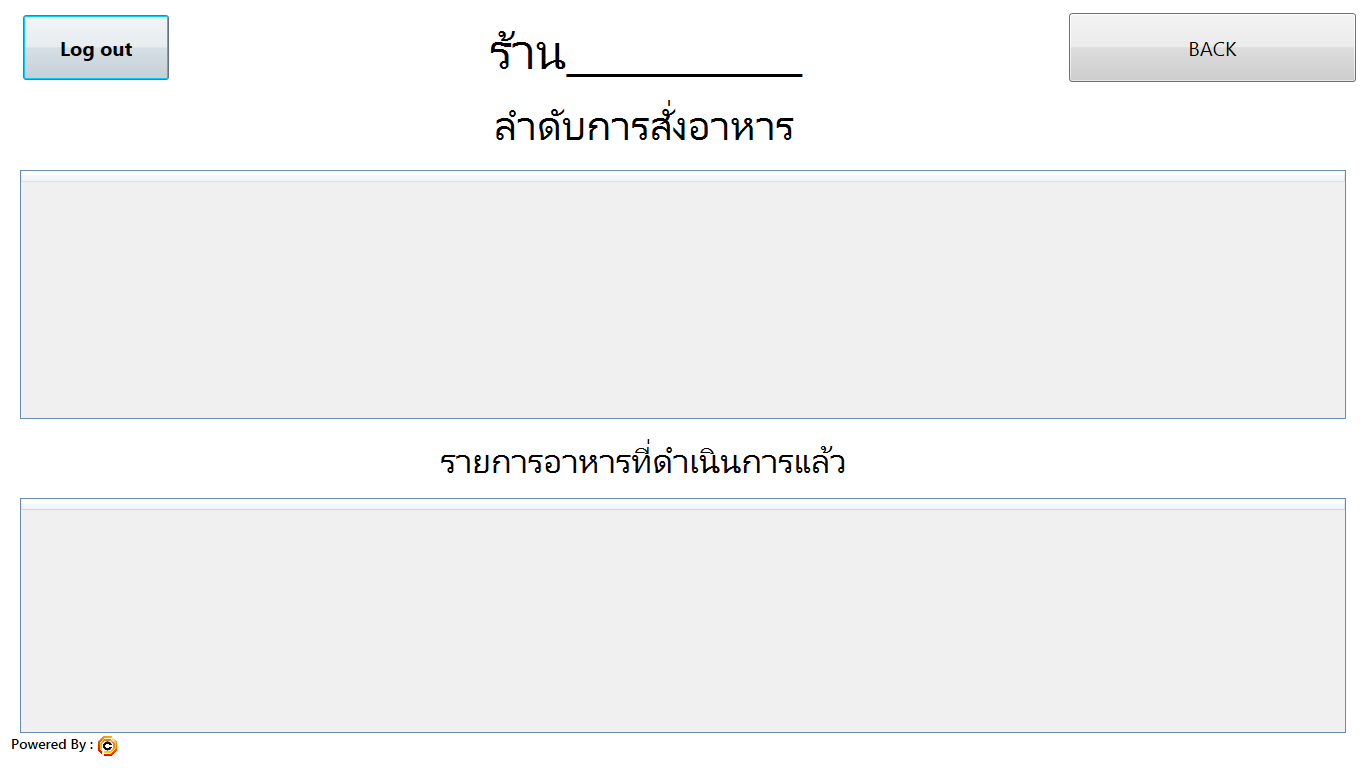 Log out
ร้าน__________
BACK
ลำดับการสั่งอาหาร
รายการอาหารที่ดำเนินการแล้ว
Powered By : C